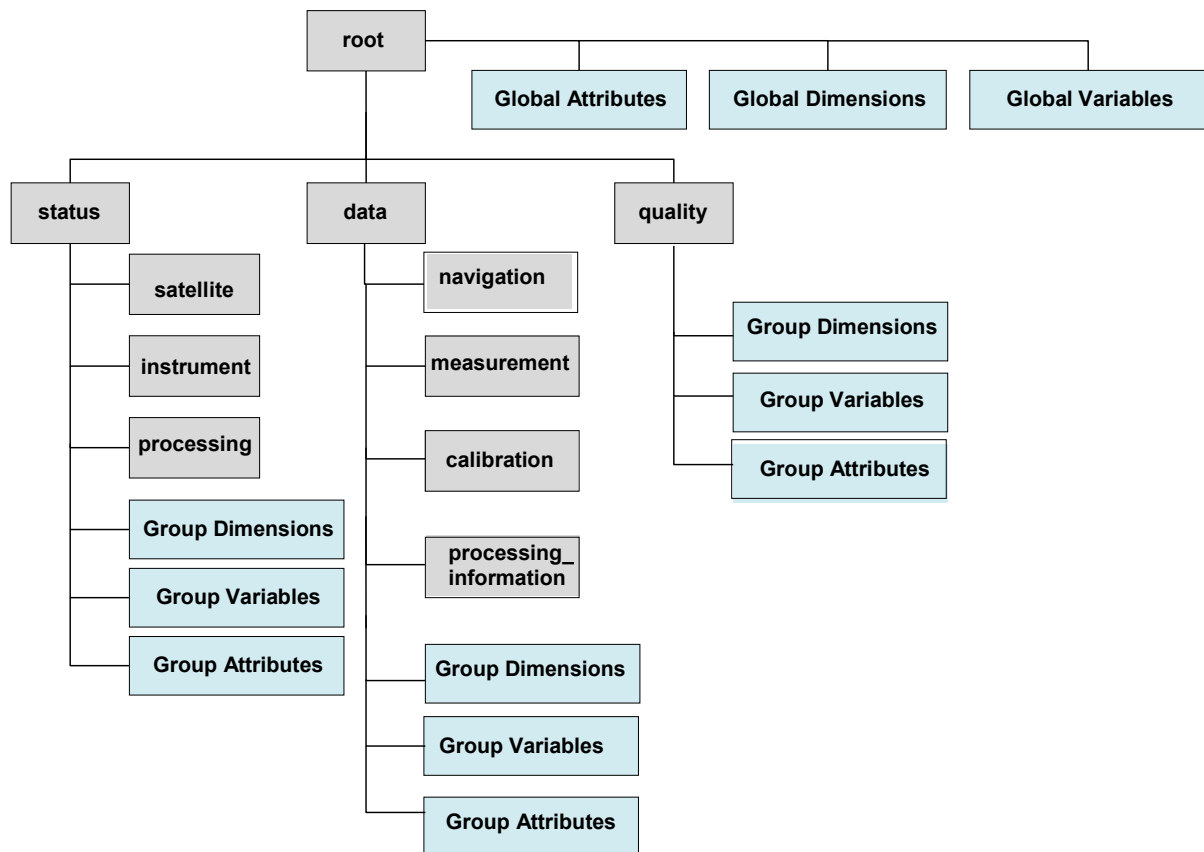 root
Global Attributes
Global Dimensions
Global Variables
status
data
quality
satellite
instrument
processing
Group Dimensions
Group Variables
Group Attributes
navigation
measurement
calibration
processing_
information
Group Dimensions
Group Variables
Group Attributes
Group Dimensions
Group Variables
Group Attributes